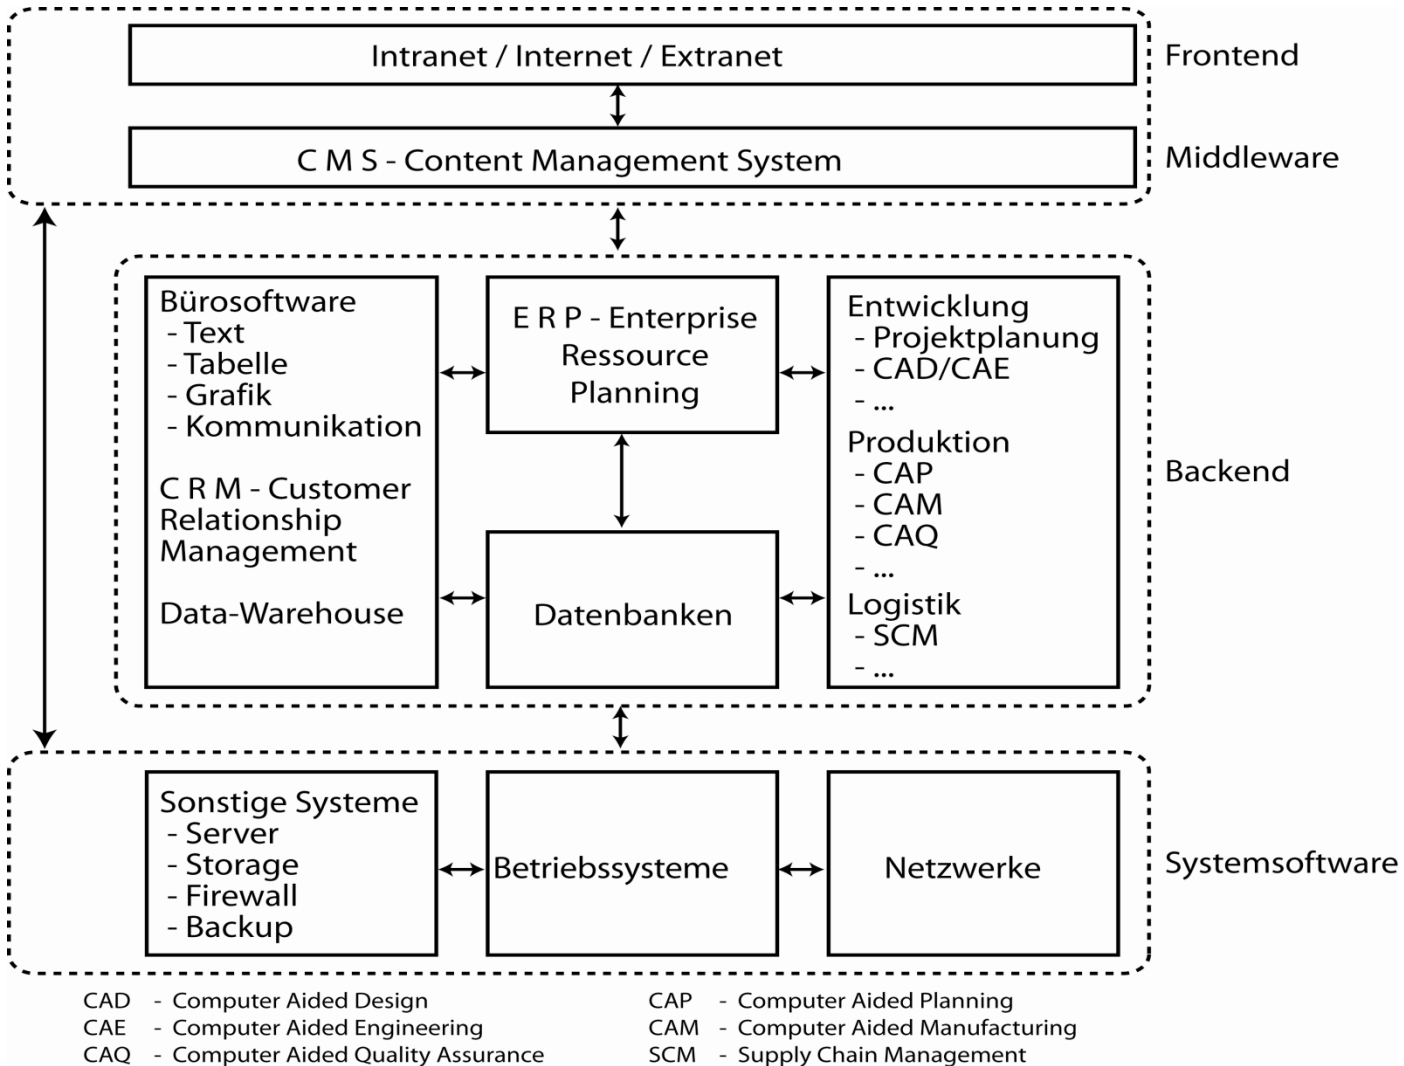 Intranet / Internet / Extranet
Frontend
C M S - Content Management System
Middleware
Bürosoftware
- Text
- Tabelle
- Grafik
- Kommunikation
C R M - Customer
Relationship
Management
Data-Warehouse
E R P - Enterprise
Ressource
Planning
Datenbanken
Entwicklung
- Projektplanung
- CAD/CAE
- ...
Produktion
- CAP
- CAM
- CAQ
- ...
Logistik
- SCM
- ...
Backend
Sonstige Systeme
- Server
- Storage
- Firewall
- Backup
Betriebssysteme
Netzwerke
Systemsoftware
CAD - Computer Aided Design
CAE - Computer Aided Engineering
CAQ - Computer Aided Quality Assurance
CAP - Computer Aided Planning
CAM - Computer Aided Manufacturing
SCM - Supply Chain Management